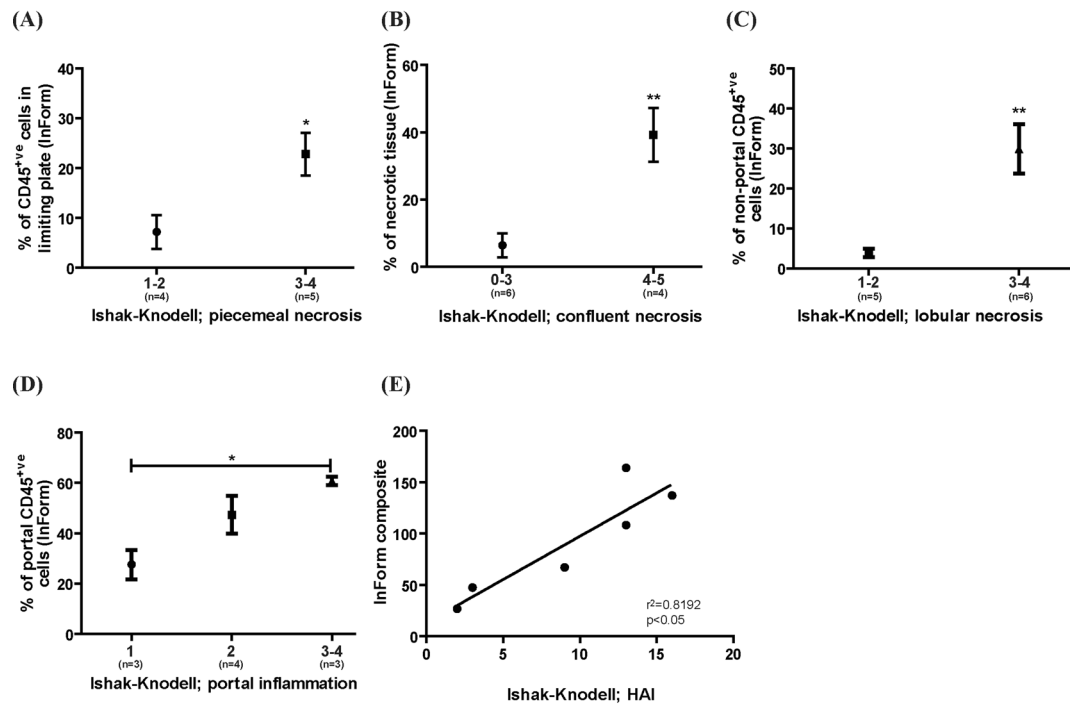 (A)
% of CD45+ve cells in
limiting plate (InForm)
40
30
20
10
0
*
1-2
3-4
(n=4)
(n=5)
Ishak-Knodell; piecemeal necrosis
(B)
% of necrotic tissue (InForm)
60
40
20
0
**
0-3
4-5
(n=6)
(n=4)
Ishak-Knodell; confluent necrosis
(C)
% of non-portal CD45+ve
cells (InForm)
50
40
30
20
10
0
**
1-2
3-4
(n=5)
(n=6)
Ishak-Knodell; lobular necrosis
(D)
% of portal CD45+ve
cells (InForm)
80
60
40
20
0
*
1
2
3-4
(n=3)
(n=4)
(n=3)
Ishak-Knodell; portal inflammation
(E)
InForm composite
200
150
100
50
0
r²=0.8192
p<0.05
0
5
10
15
20
Ishak-Knodell; HAI